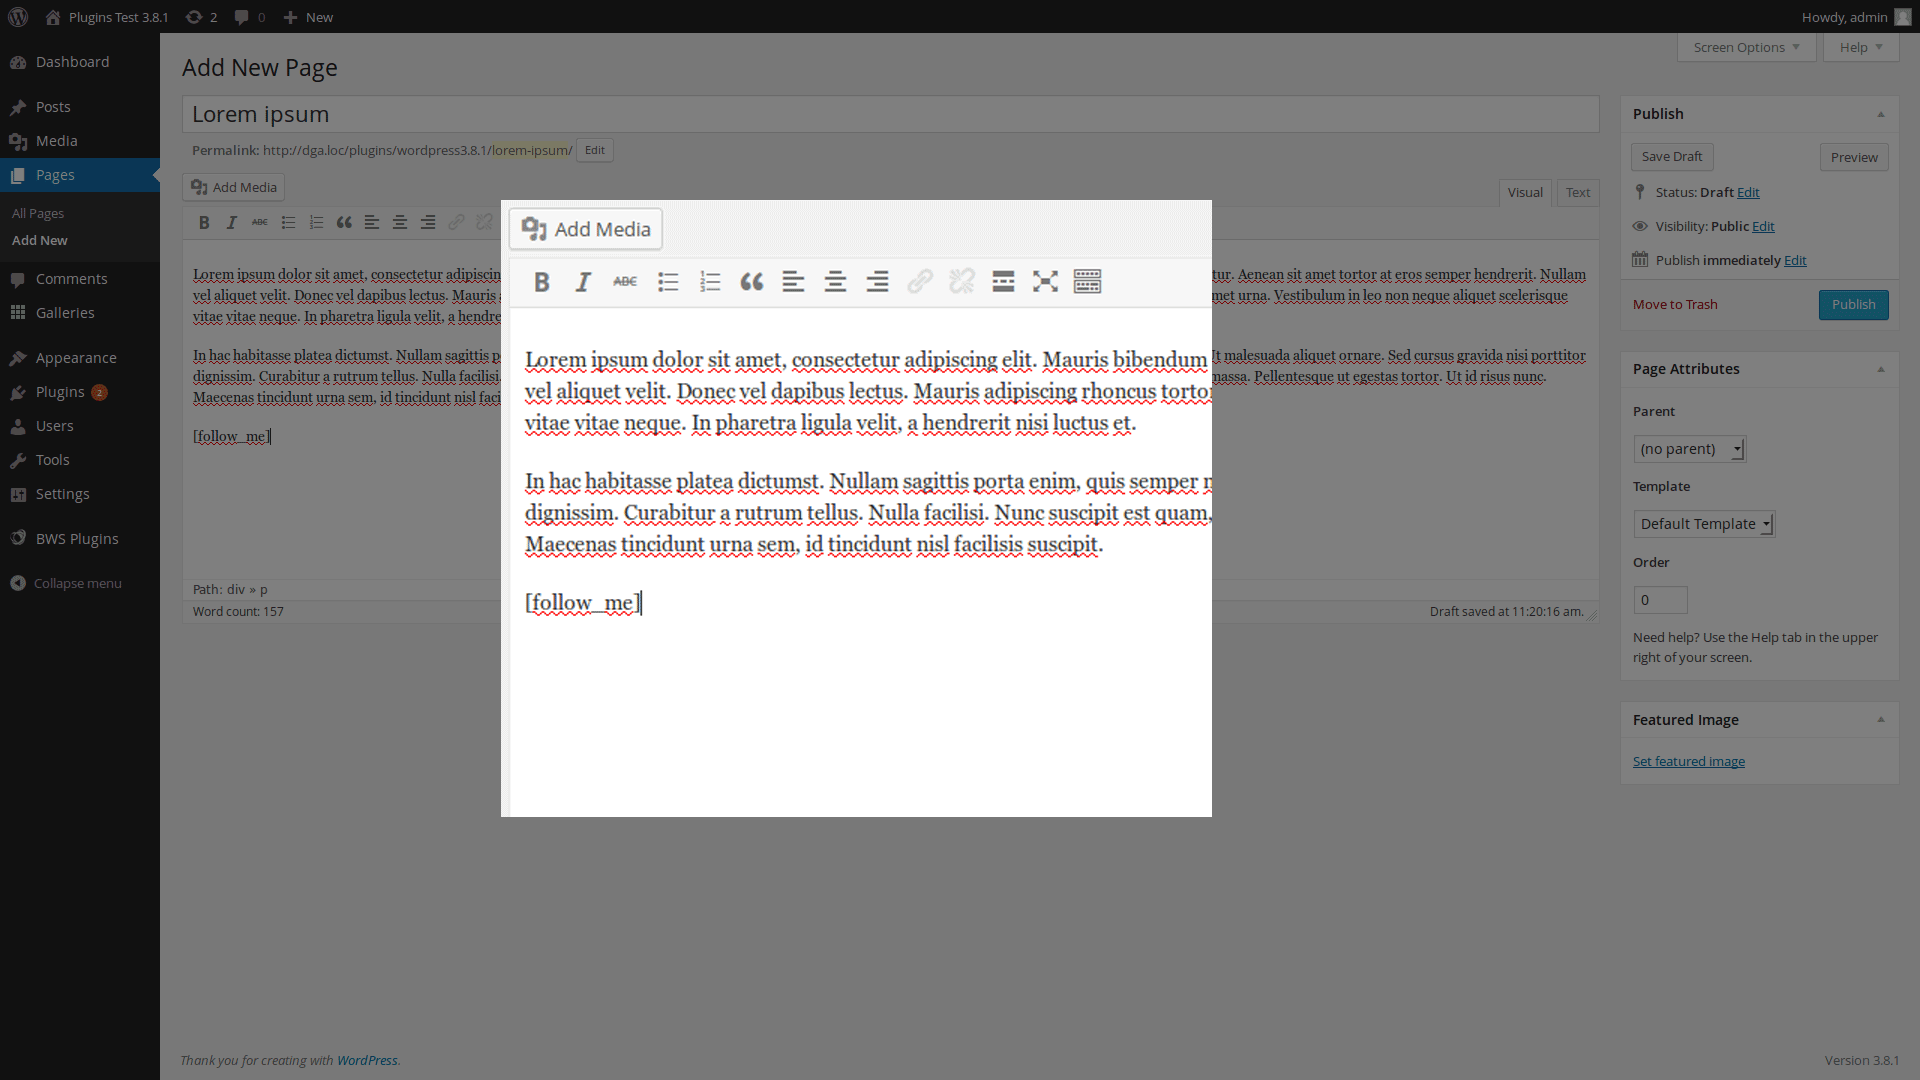 Plugins Test 3.8.1
2
0
New
Howdy, admin
Dashboard
Posts
Media
Pages
All Pages
Add New
Comments
Galleries
Appearance
Plugins 2
Users
Tools
Settings
BWS Plugins
Collapse menu
Screen Options
Help
Add New Page
Lorem ipsum
Permalink: http://dga.loc/plugins/wordpress3.8.1/lorem-ipsum/ Edit
Add Media
Visual
Text
B I ABC
Lorem ipsum dolor sit amet, consectetur adipiscin
tur. Aenean sit amet tortor at eros semper hendrerit. Nullam
vel aliquet velit. Donec vel dapibus lectus. Mauris
met urna. Vestibulum in leo non neque aliquet scelerisque
vitae vitae neque. In pharetra ligula velit, a hendre
In hac habitasse platea dictumst. Nullam sagittis p
Ut malesuada aliquet ornare. Sed cursus gravida nisi porttitor
dignissim. Curabitur a rutrum tellus. Nulla facilisi.
massa. Pellentesque ut egestas tortor. Ut id risus nunc.
Maecenas tincidunt urna sem, id tincidunt nisl faci
[follow_me]
Path: div » p
Word count: 157
Draft saved at 11:20:16 am.
Add Media
B I ABC
Lorem ipsum dolor sit amet, consectetur adipiscing elit. Mauris bibendum
vel aliquet velit. Donec vel dapibus lectus. Mauris adipiscing rhoncus torto
vitae vitae neque. In pharetra ligula velit, a hendrerit nisi luctus et.
In hac habitasse platea dictumst. Nullam sagittis porta enim, quis semper
dignissim. Curabitur a rutrum tellus. Nulla facilisi. Nunc suscipit est quam,
Maecenas tincidunt urna sem, id tincidunt nisl facilisis suscipit.
[follow_me]
Publish
Save Draft
Preview
Status: Draft Edit
Visibility: Public Edit
Publish immediately Edit
Move to Trash
Publish
Page Attributes
Parent
(no parent)
Template
Default Template
Order
0
Need help? Use the Help tab in the upper
right of your screen.
Featured Image
Set featured image
Thank you for creating with WordPress.
Version 3.8.1